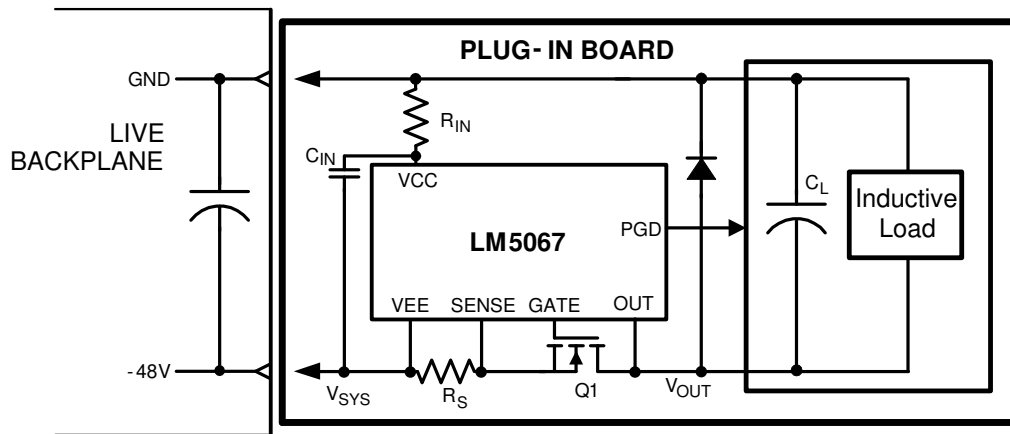 PLUG-IN BOARD
GND
LIVE
BACKPLANE
-48V
RIN
CIN
VCC
LM5067
PGD
VEE
SENSE
GATE
OUT
VSYS
RS
Q1
VOUT
CL
Inductive
Load